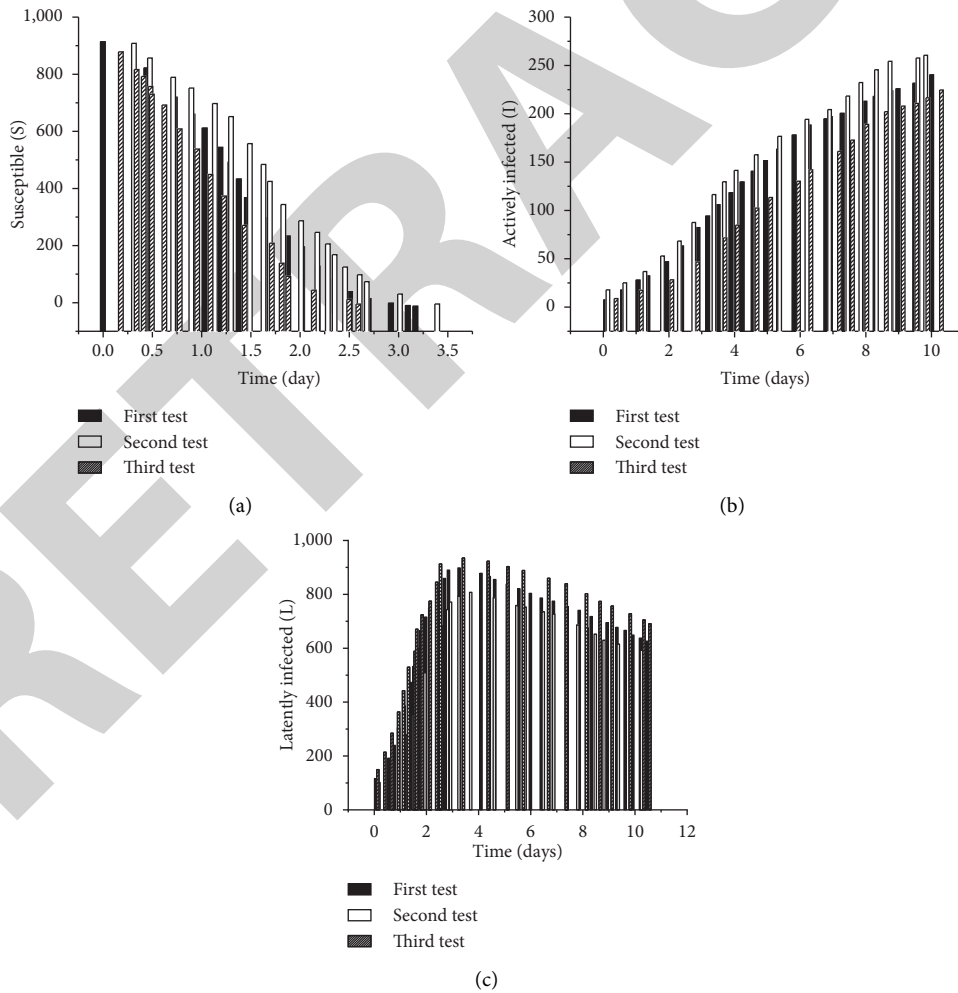 1,000
800
600
400
200
0
Susceptible (S)
0.0 0.5 1.0 1.5 2.0 2.5 3.0 3.5
Time (day)
First test
Second test
Third test
(a)
300
250
200
150
100
50
0
Actively infected (I)
0 2 4 6 8 10
Time (days)
First test
Second test
Third test
(b)
1,000
800
600
400
200
0
Latently infected (L)
0 2 4 6 8 10 12
Time (days)
First test
Second test
Third test
(c)
RETRAC